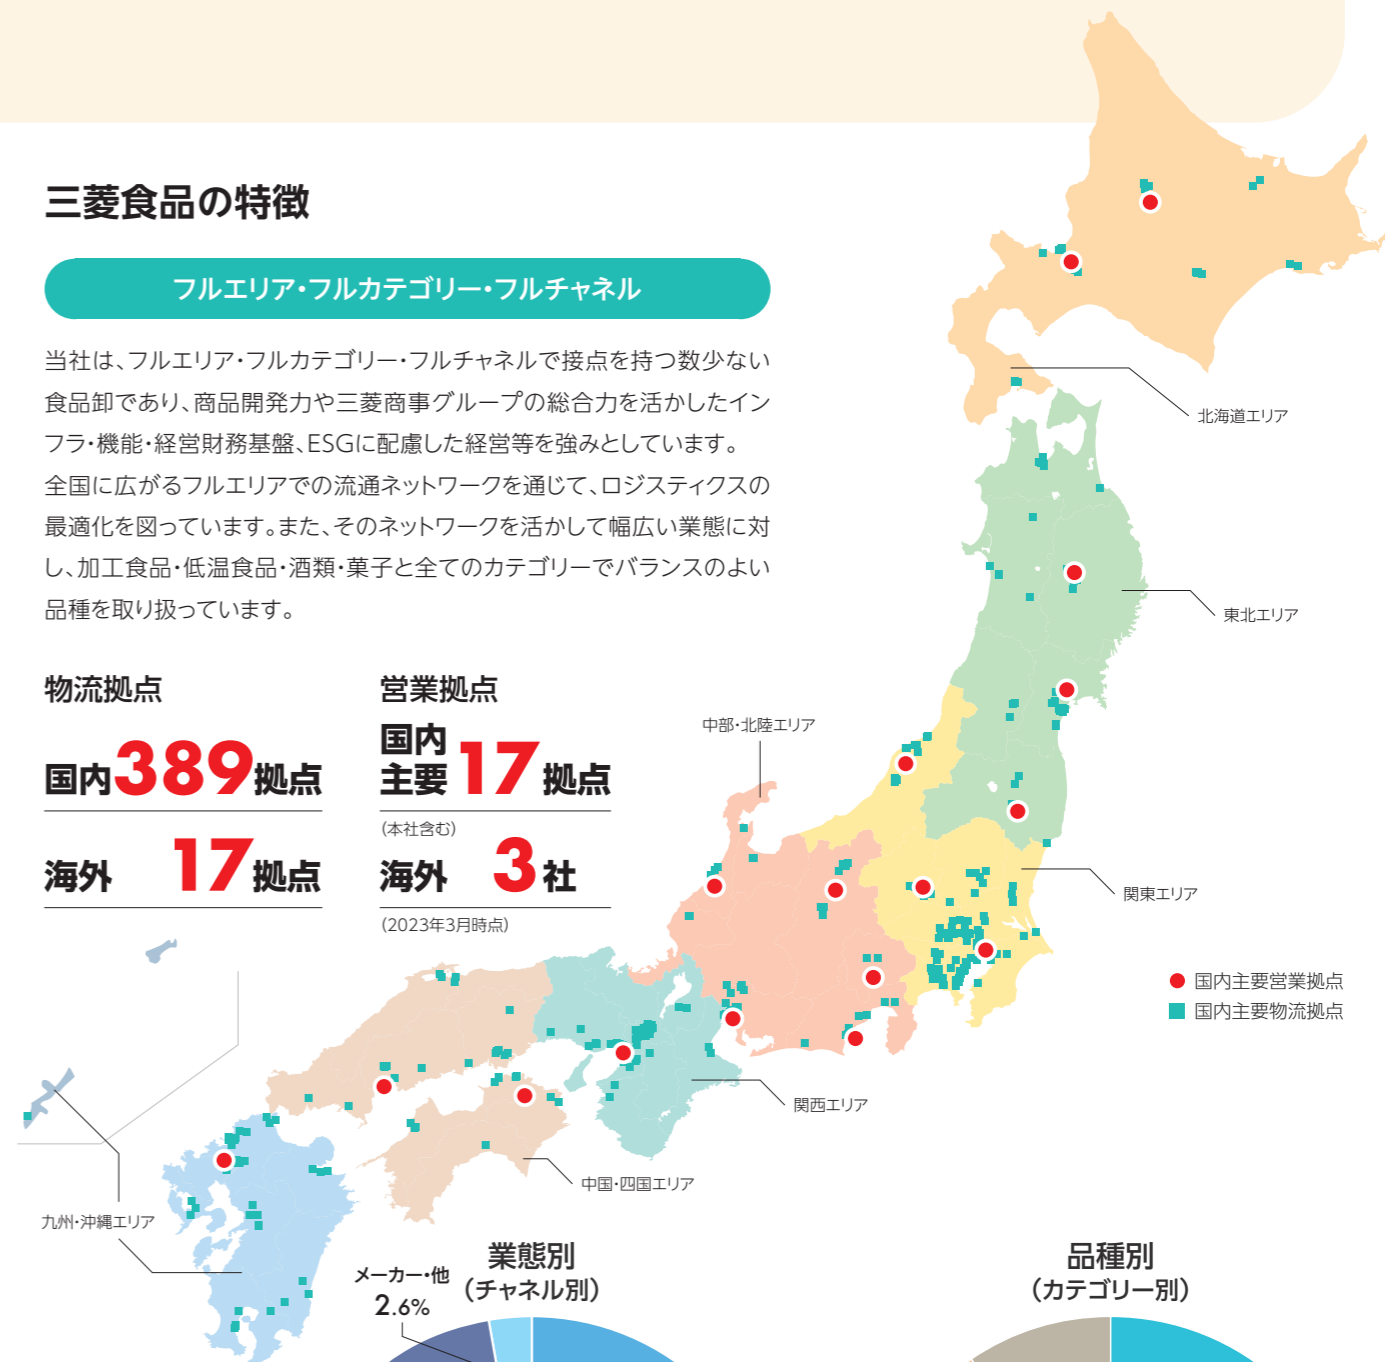 三菱食品の特徴
フルエリア・フルカテゴリー・フルチャネル
当社は、フルエリア・フルカテゴリー・フルチャネルで接点を持つ数少ない
食品卸であり、商品開発力や三菱商事グループの総合力を活かしたイン
フラ・機能・経営財務基盤、ESGに配慮した経営等を強みとしています。
全国に広がるフルエリアでの流通ネットワークを通じて、ロジスティクスの
最適化を図っています。また、そのネットワークを活かして幅広い業態に対
し、加工食品・低温食品・酒類・菓子と全てのカテゴリーでバランスのよい
品種を取り扱っています。
物流拠点
国内389拠点
海外 17拠点
営業拠点
国内
主要 17拠点
(本社含む)
海外 3社
(2023年3月時点)
北海道エリア
東北エリア
中部・北陸エリア
関東エリア
国内主要営業拠点
国内主要物流拠点
関西エリア
中国・四国エリア
九州・沖縄エリア
業態別
(チャネル別)
メーカー・他
2.6%
品種別
(カテゴリー別)